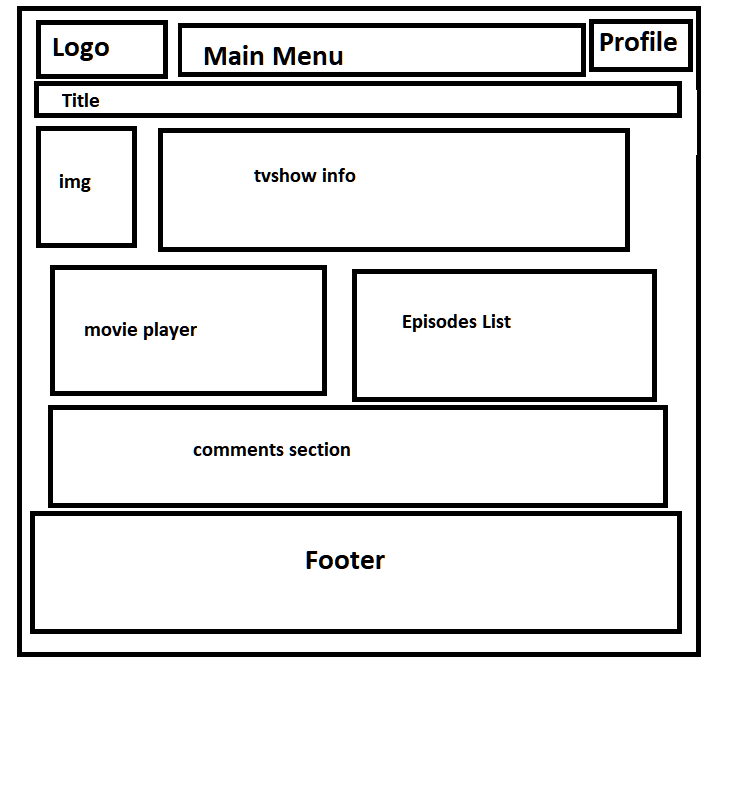 Logo
Main Menu
Profile
Title
img
tvshow info
movie player
Episodes List
comments section
Footer